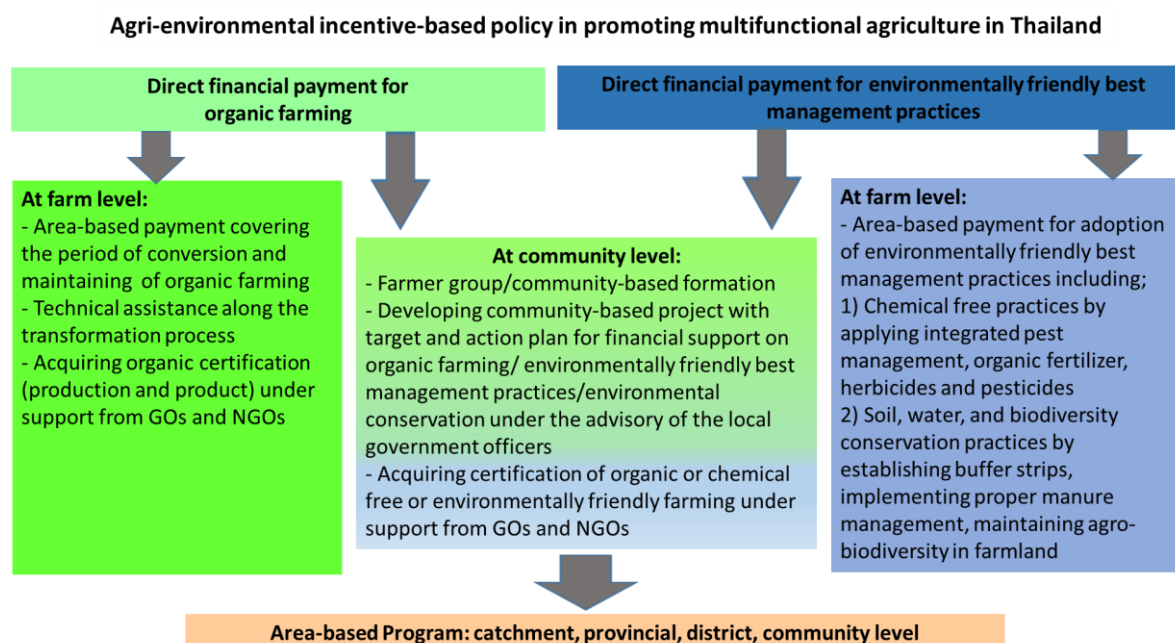 Agri-environmental incentive-based policy in promoting multifunctional agriculture in Thailand
Direct financial payment for
organic farming
Direct financial payment for environmentally friendly best
management practices
At farm level:
- Area-based payment covering
the period of conversion and
maintaining of organic farming
- Technical assistance along the
transformation process
- Acquiring organic certification
(production and product) under
support from GOs and NGOs
At community level:
- Farmer group/community-based formation
- Developing community-based project with
target and action plan for financial support on
organic farming/ environmentally friendly best
management practices/environmental
conservation under the advisory of the local
government officers
- Acquiring certification of organic or chemical
free or environmentally friendly farming under
support from GOs and NGOs
At farm level:
- Area-based payment for adoption
of environmentally friendly best
management practices including;
1) Chemical free practices by
applying integrated pest
management, organic fertilizer,
herbicides and pesticides
2) Soil, water, and biodiversity
conservation practices by
establishing buffer strips,
implementing proper manure
management, maintaining agro-
biodiversity in farmland
Area-based Program: catchment, provincial, district, community level